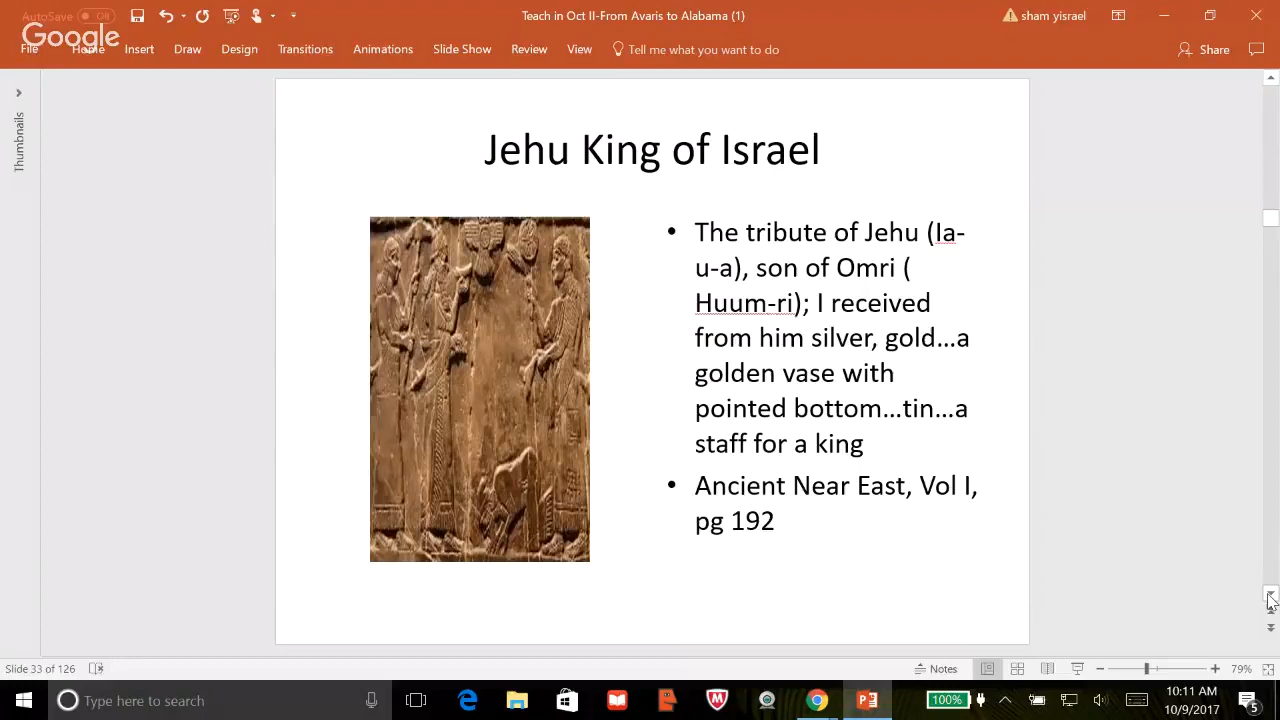 AutoSave Off
Teach in Oct II-From Avaris to Alabama (1)
sham yisrael
Google
File Home Insert Draw Design Transitions Animations Slide Show Review View Tell me what you want to do
Share
Thumbnails
Jehu King of Israel
• The tribute of Jehu (Ia-
u-a), son of Omri (
Huum-ri); I received
from him silver, gold...a
golden vase with
pointed bottom...tin...a
staff for a king
• Ancient Near East, Vol I,
pg 192
Slide 33 of 126
Notes
79%
Type here to search
100%
10:11 AM
10/9/2017
5